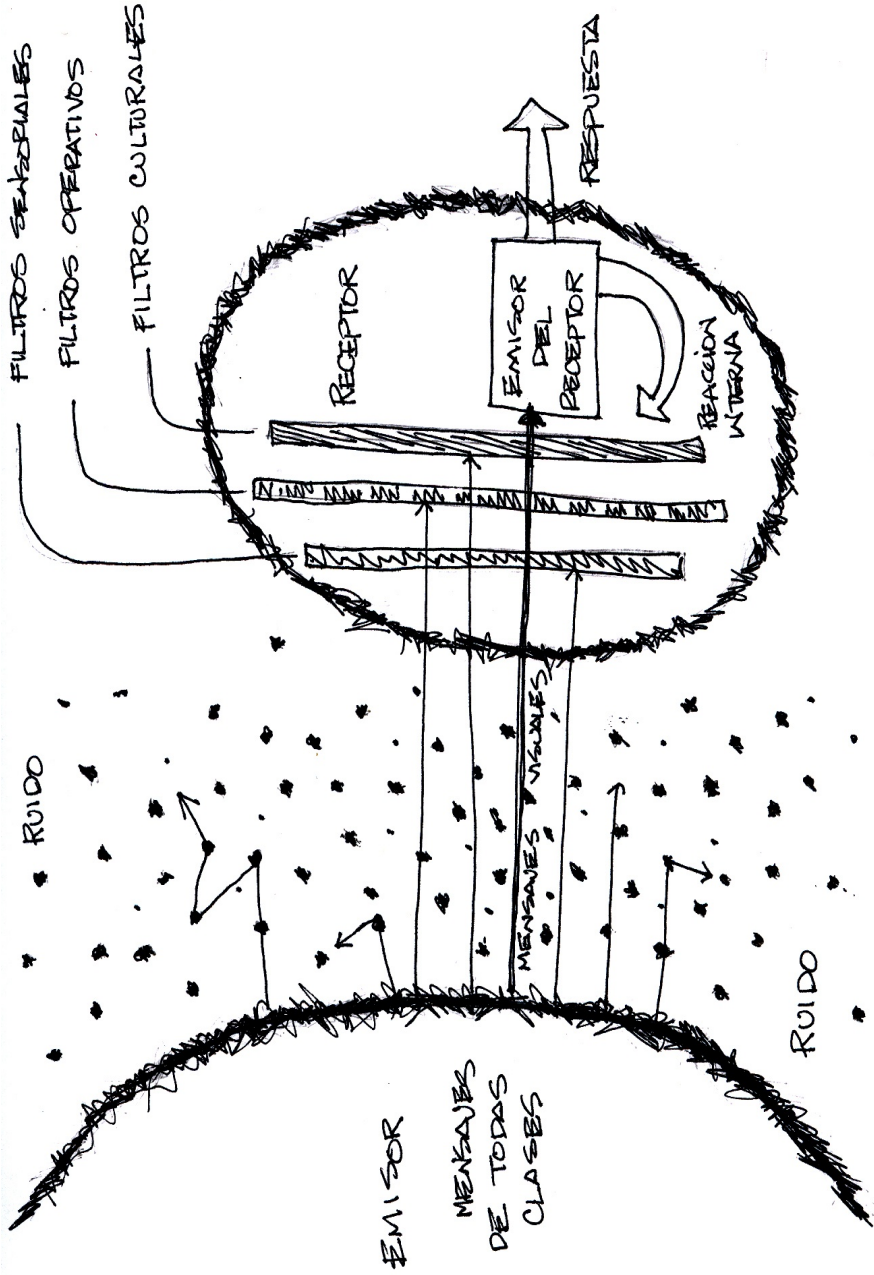 FILTROS SENSORIALES
RUIDO
FILTROS OPERATIVOS
FILTROS CULTURALES
RECEPTOR
EMISOR
MENSAJES
DE TODAS
CLASES
MENSAJES VISUALES
EMISOR
DEL
RECEPTOR
RESPUESTA
REACCION
INTERNA
RUIDO